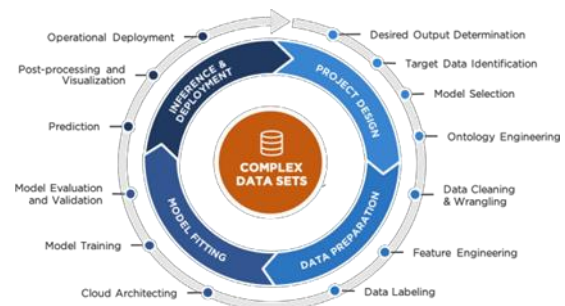 Operational Deployment
Desired Output Determination
Post-processing and
Visualization
Target Data Identification
INFERENCE &
DEPLOYMENT
PROJECT DESIGN
Model Selection
Prediction
Ontology Engineering
COMPLEX
DATA SETS
Model Evaluation
and Validation
Data Cleaning
& Wrangling
MODEL FITTING
DATA PREPARATION
Model Training
Feature Engineering
Cloud Architecting
Data Labeling